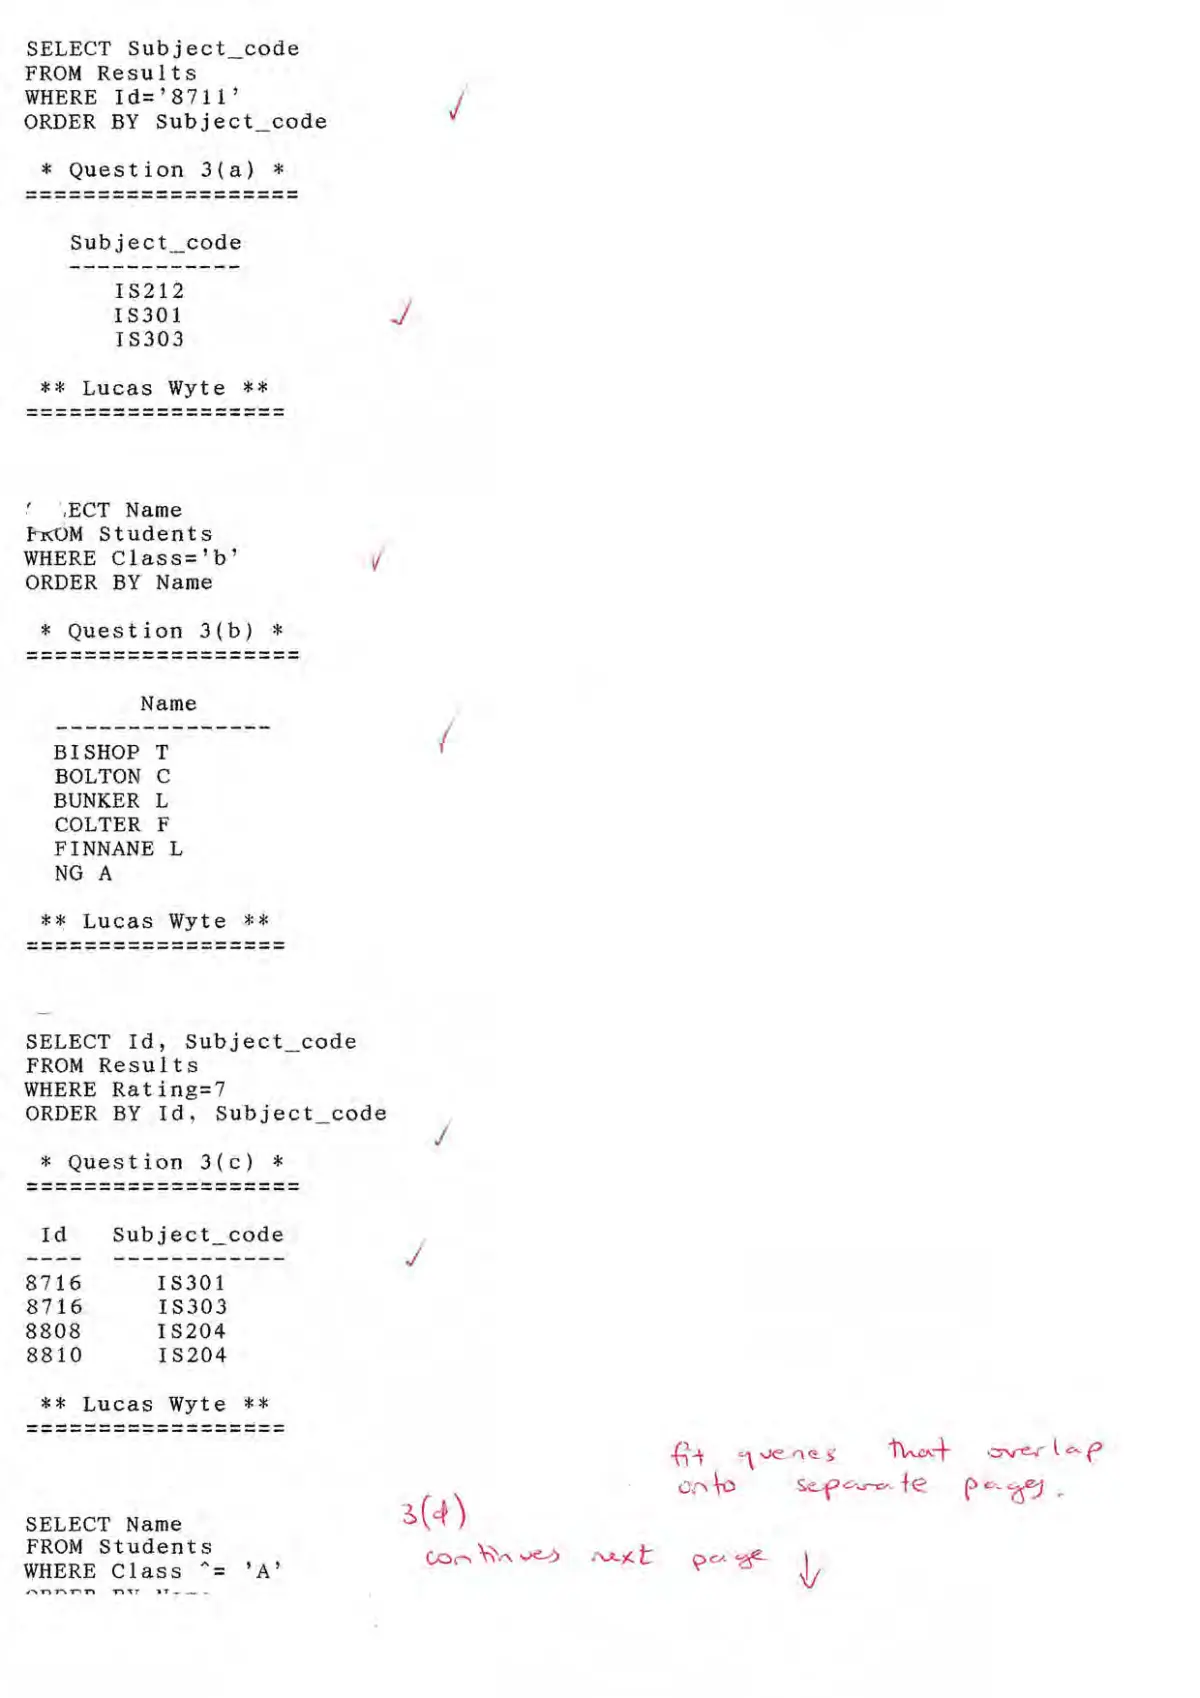 SELECT Subject_code
FROM Results
WHERE Id='8711'
ORDER BY Subject_code
* Question 3(a) *
===================
Subject_code
------------
IS212
IS301
IS303
** Lucas Wyte **
==================
ECT Name
FROM Students
WHERE Class='b'
ORDER BY Name
* Question 3(b) *
===================
Name
---------------
BISHOP T
BOLTON C
BUNKER L
COLTER F
FINNANE L
NG A
** Lucas Wyte **
==================
SELECT Id, Subject_code
FROM Results
WHERE Rating=7
ORDER BY Id, Subject_code
* Question 3(c) *
===================
Id Subject_code
---- ------------
8716 IS301
8716 IS303
8808 IS204
8810 IS204
** Lucas Wyte **
==================
fit queries that overlap
onto separate pages.
SELECT Name
FROM Students
WHERE Class ^= 'A'
3(d)
continues next page ↓